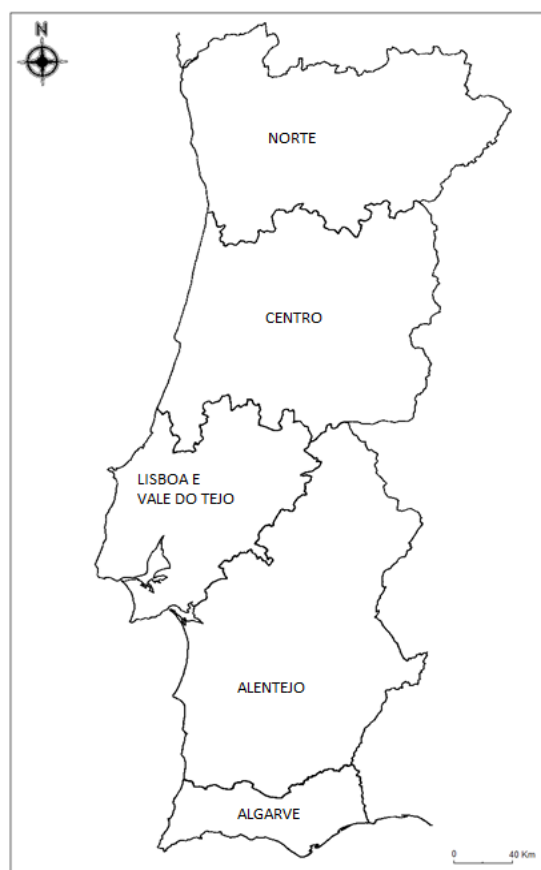 N
NORTE
CENTRO
LISBOA E
VALE DO TEJO
ALENTEJO
ALGARVE
0 40 Km